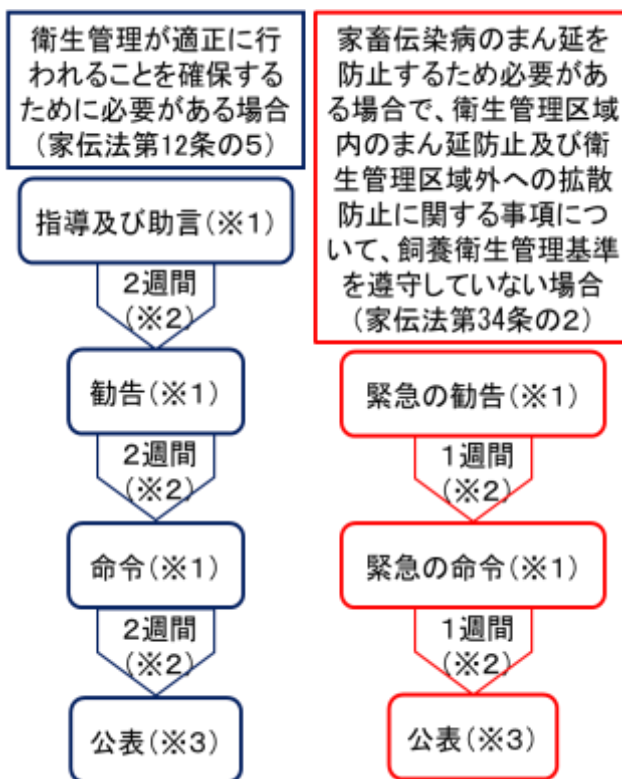 衛生管理が適正に行
われることを確保する
ために必要がある場合
（家伝法第12条の5）
指導及び助言（※1）
2週間
（※2）
勧告（※1）
2週間
（※2）
命令（※1）
2週間
（※2）
公表（※3）
家畜伝染病のまん延を
防止するため必要があ
る場合で、衛生管理区域
内のまん延防止及び衛
生管理区域外への拡散
防止に関する事項につ
いて、飼養衛生管理基準
を遵守していない場合
（家伝法第34条の2）
緊急の勧告（※1）
1週間
（※2）
緊急の命令（※1）
1週間
（※2）
公表（※3）